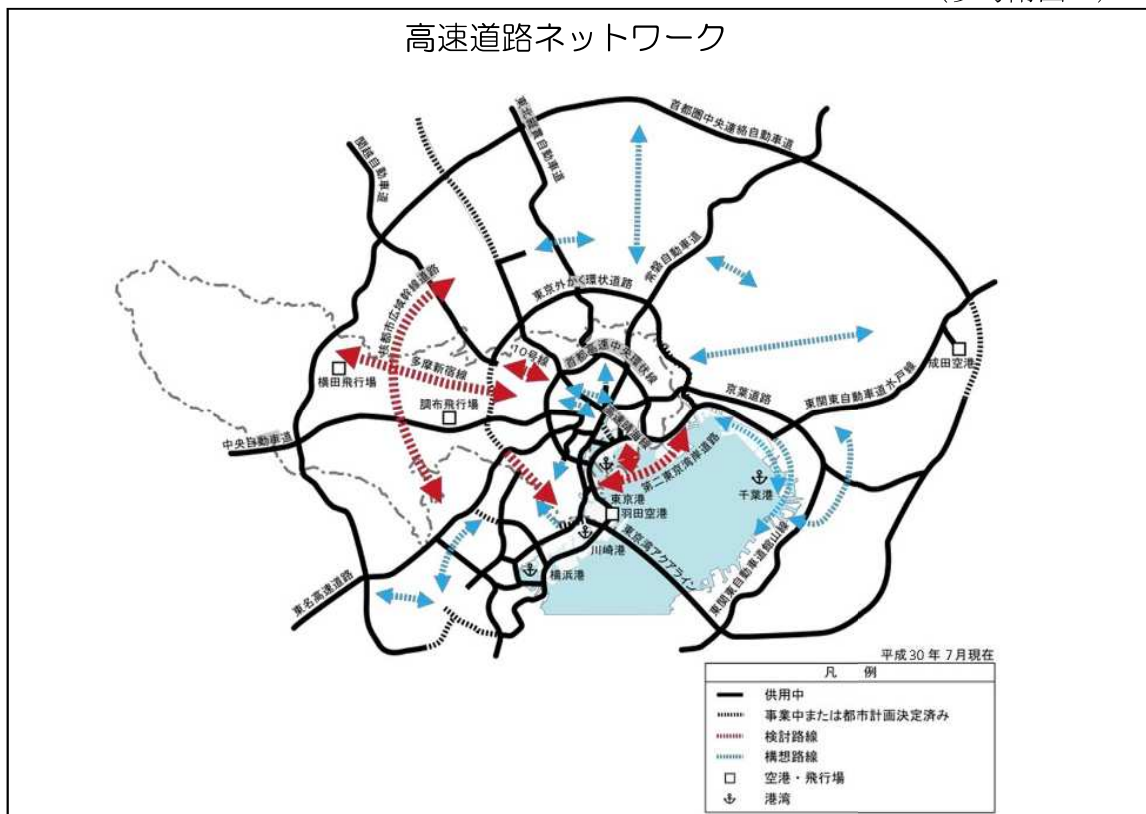 高速道路ネットワーク
首都圏中央連絡自動車道
東北縦貫自動車道
関越自動車道
常磐自動車道
東京外かく環状道路
核都市広域幹線道路
多摩新宿線
10号線
首都高速中央環状線
横田飛行場
調布飛行場
中央自動車道
高速晴海線
京葉道路
東関東自動車道水戸線
成田空港
第二東京湾岸道路
千葉港
東京港
羽田空港
川崎港
横浜港
東京湾アクアライン
東関東自動車道館山線
東名高速道路
平成30年7月現在
凡 例
供用中
事業中または都市計画決定済み
検討路線
構想路線
空港・飛行場
港湾